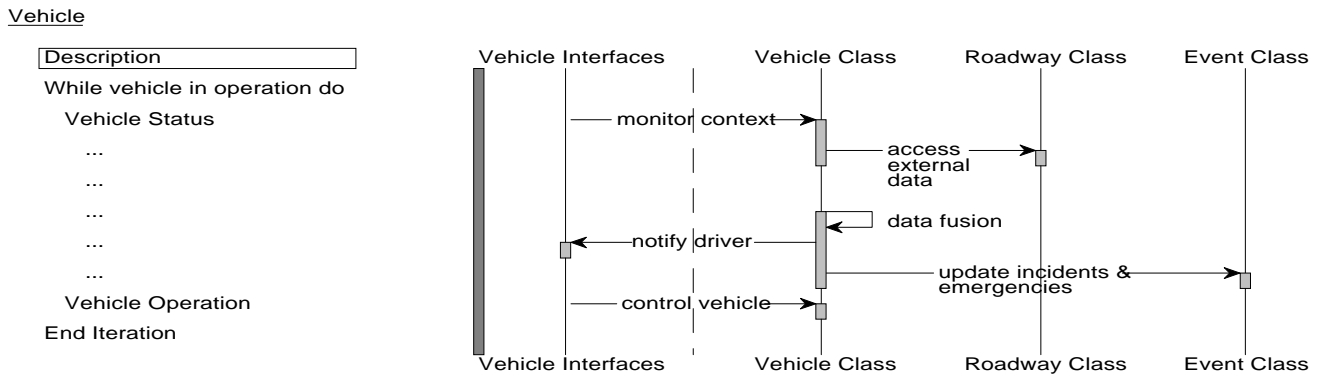 Vehicle
Description
Vehicle Interfaces
Vehicle Class
Roadway Class
Event Class
While vehicle in operation do
Vehicle Status
monitor context
...
access
external
data
...
...
data fusion
...
notify driver
...
update incidents &
emergencies
Vehicle Operation
control vehicle
End Iteration
Vehicle Interfaces
Vehicle Class
Roadway Class
Event Class